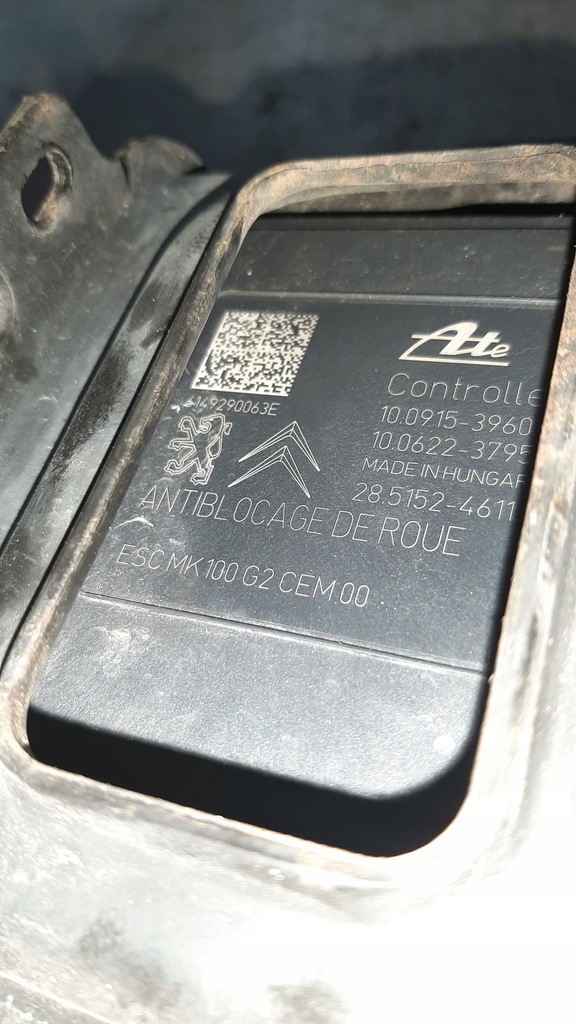 Ate
Controlle
6149290063E
10.0915-3960
10.0622-3795
MADE IN HUNGAR
28.5152-4611
ANTIBLOCAGE DE ROUE
ESC MK100 G2 CEM.00